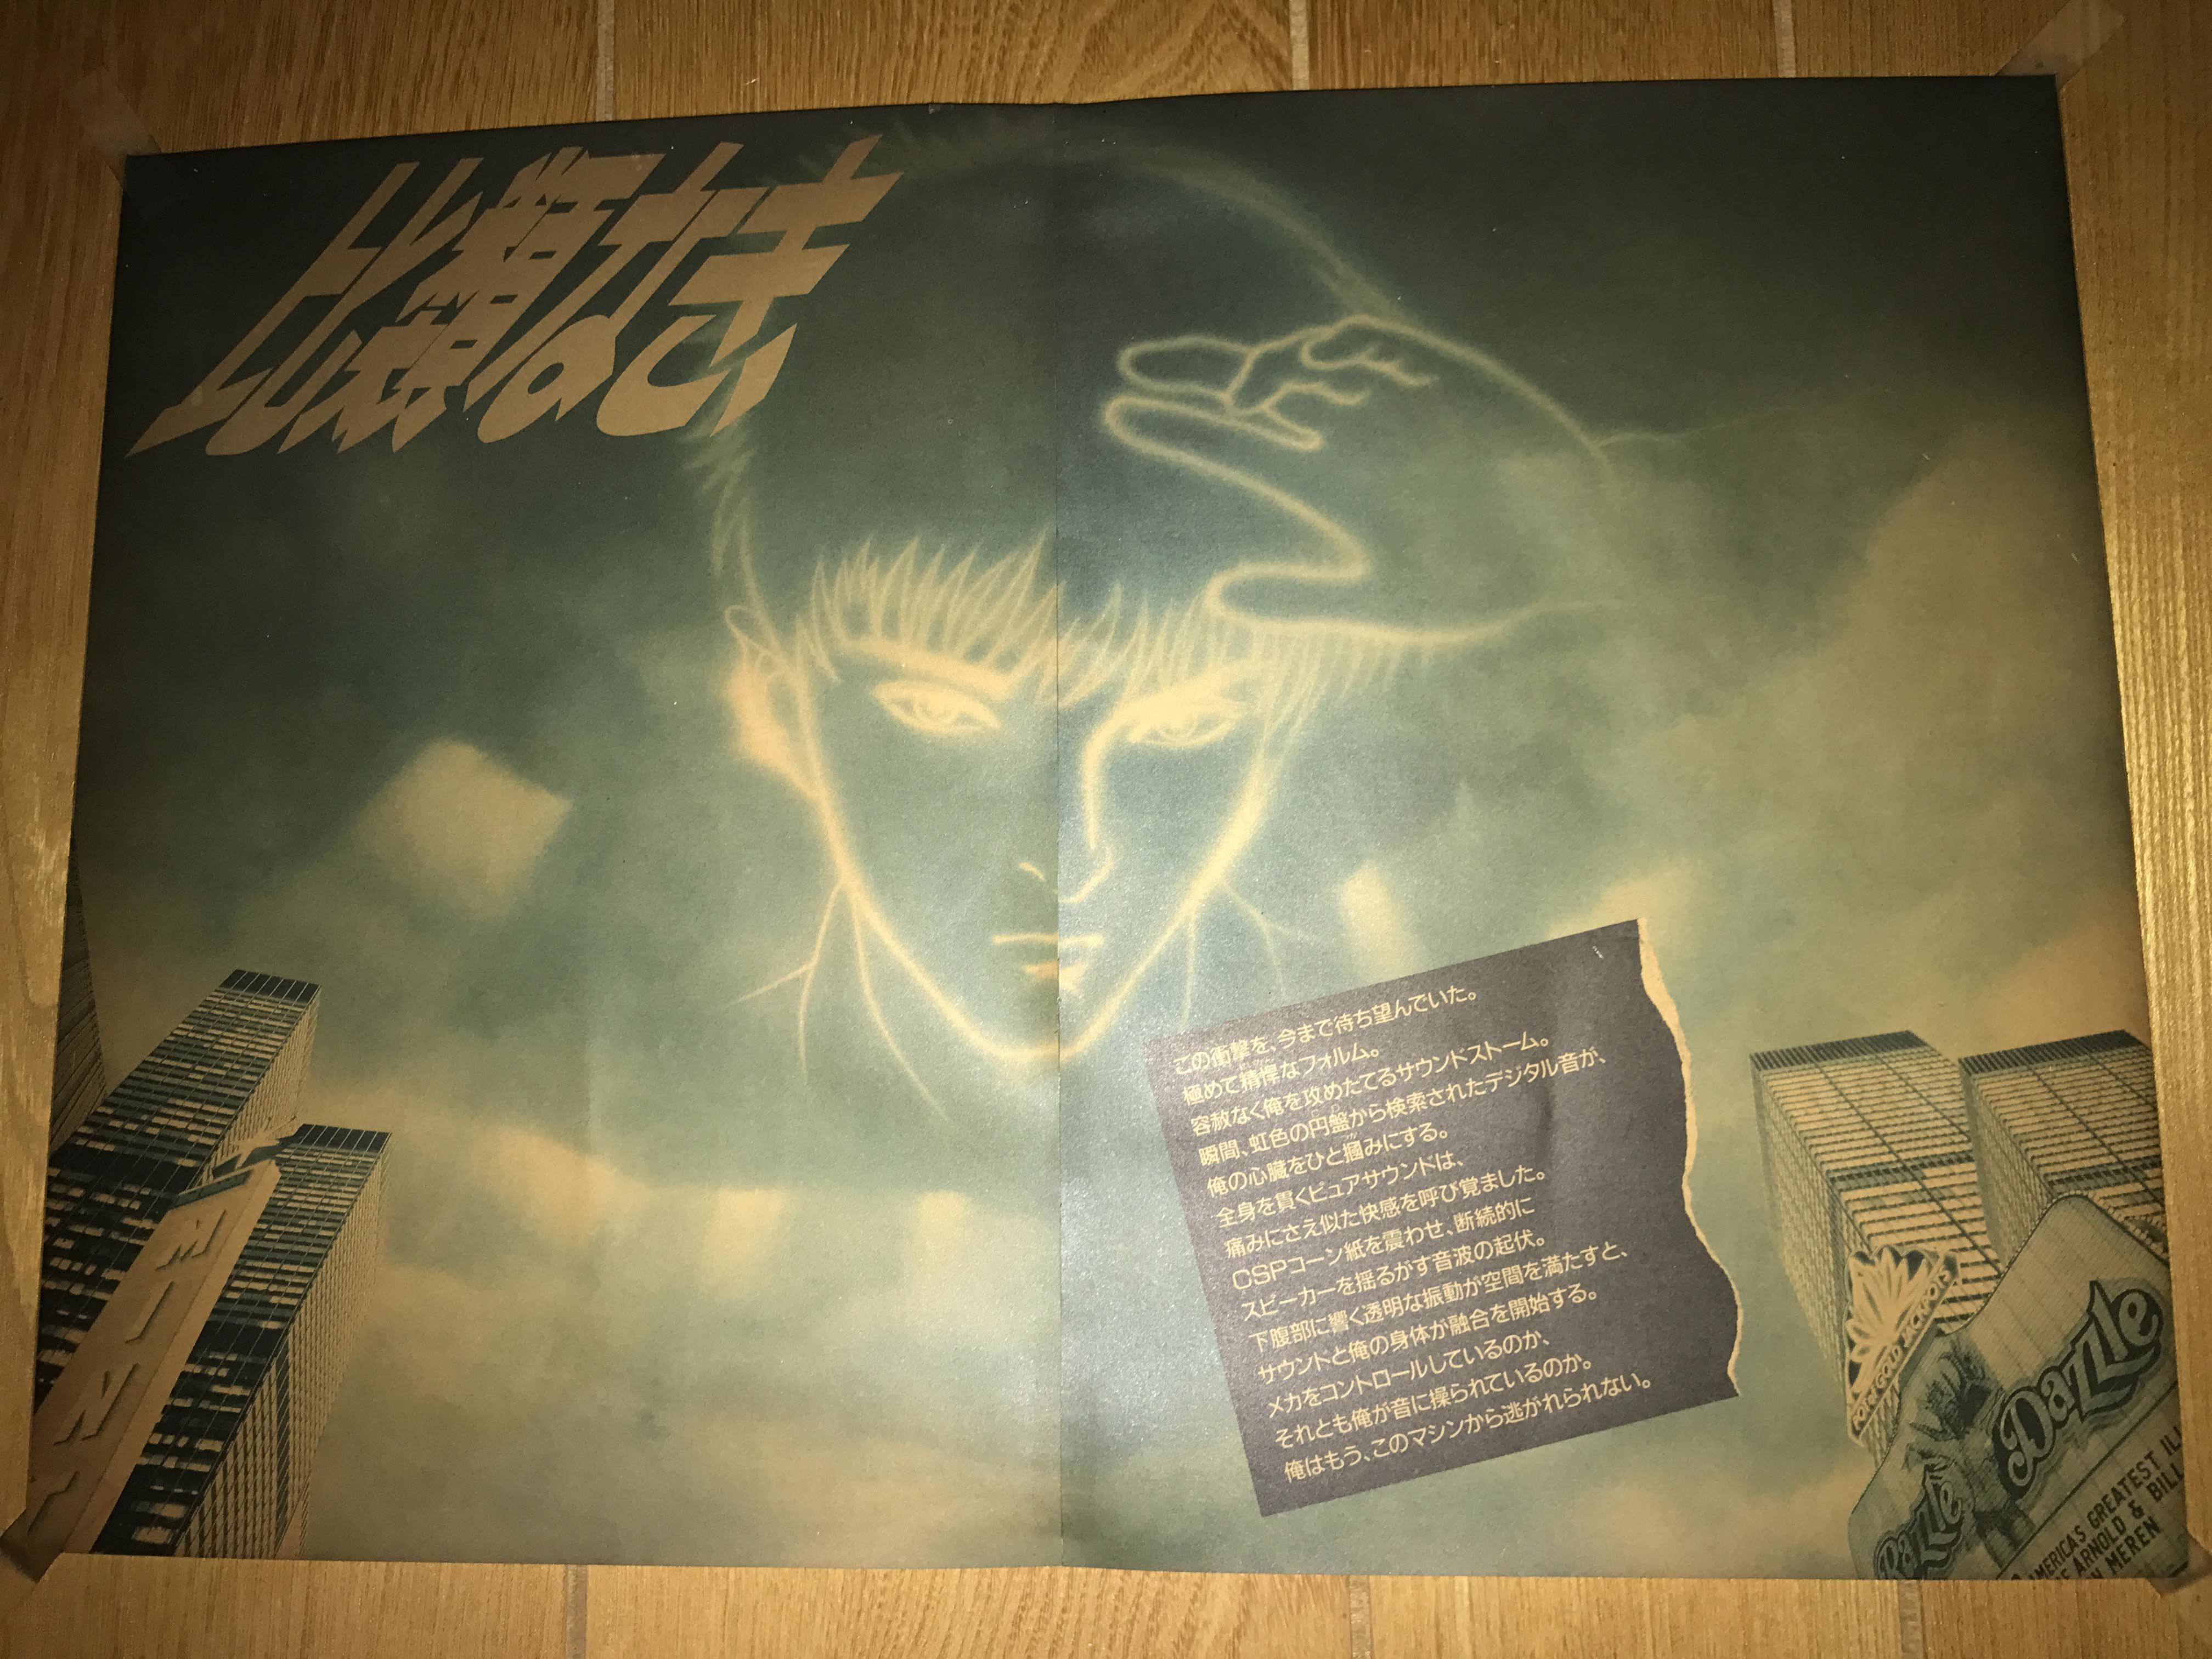 比類なき
この衝撃を、今まで待ち望んでいた。
極めて精悍なフォルム。
容赦なく俺を攻めたてるサウンドストーム。
瞬間、虹色の円盤から検索されたデジタル音が、
俺の心臓をひと摑みにする。
全身を貫くピュアサウンドは、
痛みにさえ似た快感を呼び覚ました。
CSPコーン紙を震わせ、断続的に
スピーカーを揺るがす音波の起伏。
下腹部に響く透明な振動が空間を満たすと、
サウンドと俺の身体が融合を開始する。
メカをコントロールしているのか、
それとも俺が音に操られているのか。
俺はもう、このマシンから逃がれられない。
MINT
POT of GOLD JACKPOTS
Razzle
Dazzle
AMERICA'S GREATEST
ARNOLD &
MEREN